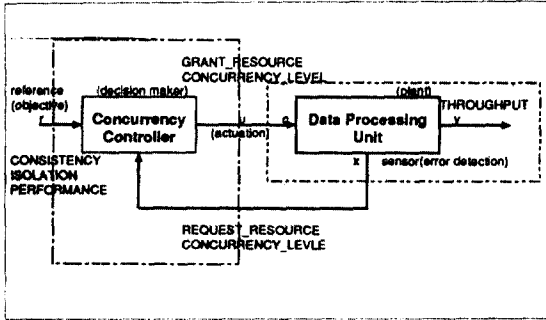 GRANT_RESOURCE
CONCURRENCY_LEVEL
reference
(objective)
r
(decision maker)
Concurrency
Controller
u
(actuation)
(plant)
Data Processing
Unit
THROUGHPUT
y
x
sensor(error detection)
CONSISTENCY
ISOLATION
PERFORMANCE
REQUEST_RESOURCE
CONCURRENCY_LEVLE